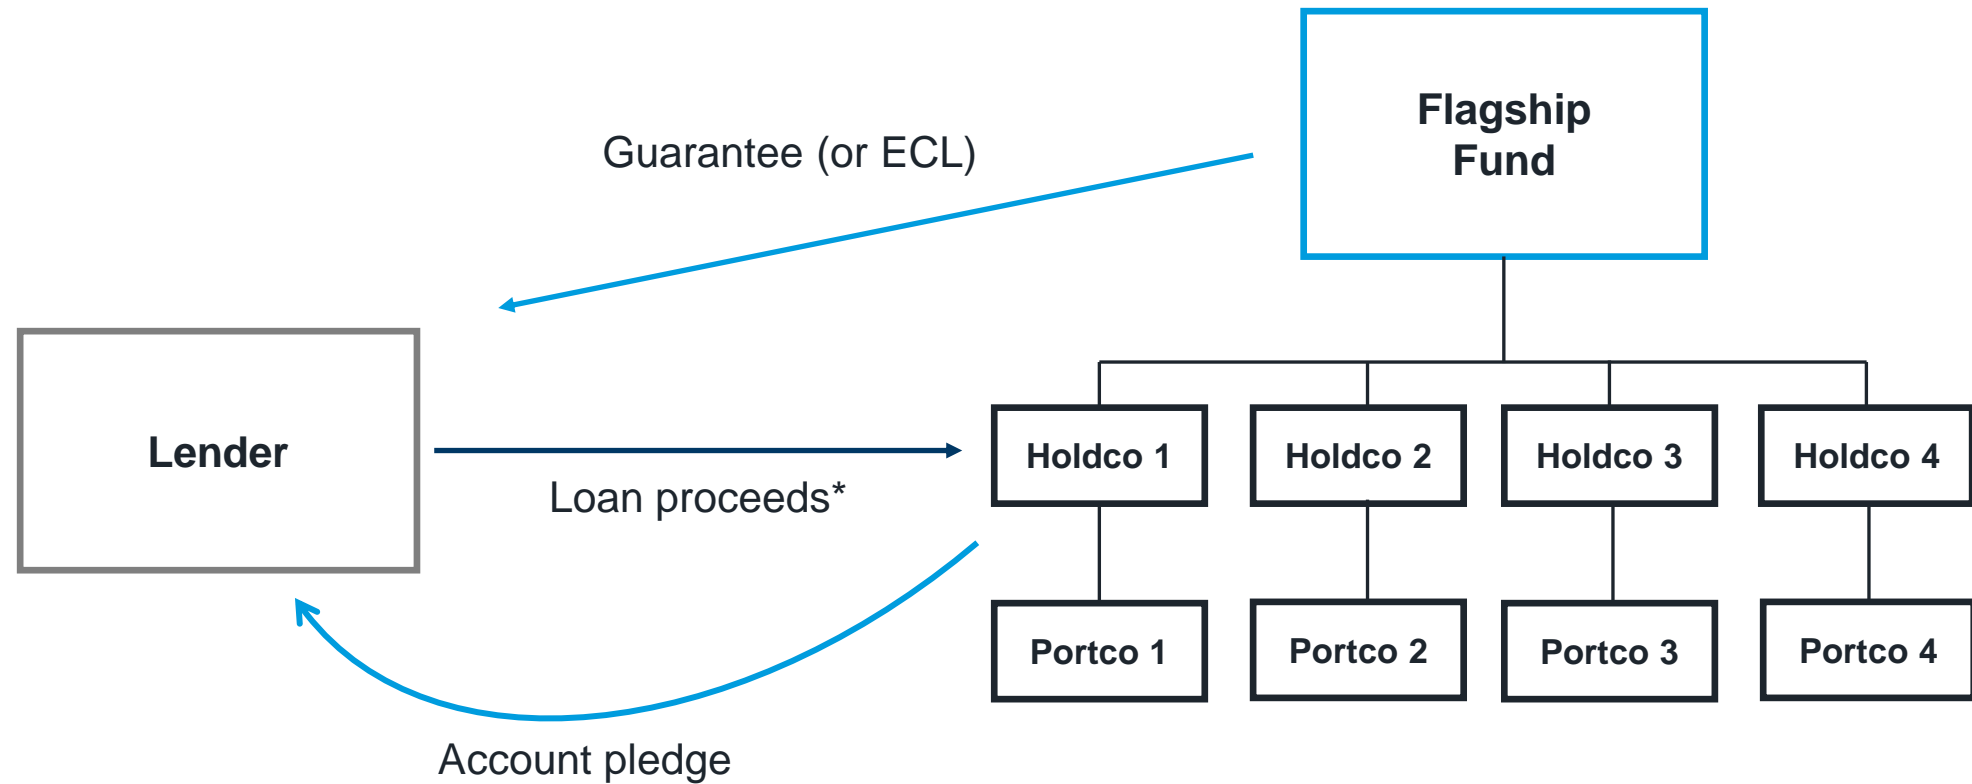 Flagship
Fund
Guarantee (or ECL)
Lender
Loan proceeds*
Holdco 1
Holdco 2
Holdco 3
Holdco 4
Portco 1
Portco 2
Portco 3
Portco 4
Account pledge